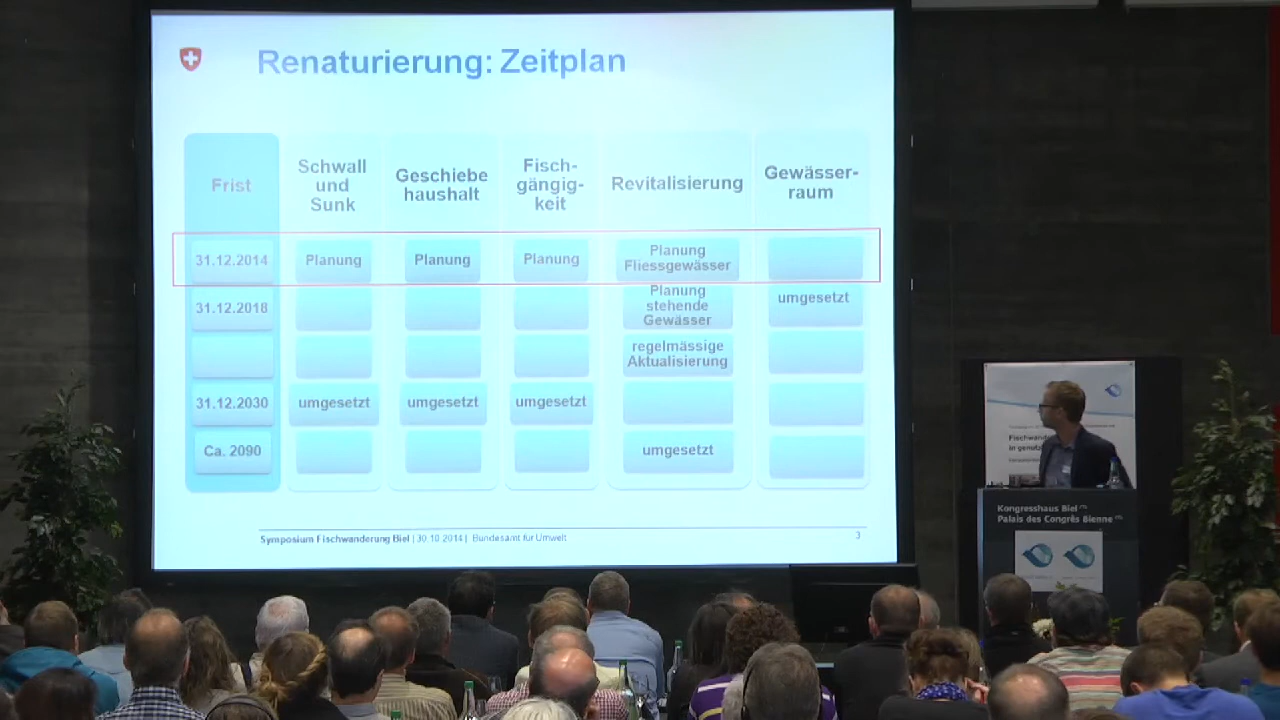 Renaturierung: Zeitplan
Frist
Schwall
und
Sunk
Geschiebe
haushalt
Fisch-
gängig-
keit
Revitalisierung
Gewässer-
raum
31.12.2014
Planung
Planung
Planung
Planung
Fliessgewässer
31.12.2018
Planung
stehende
Gewässer
umgesetzt
regelmässige
Aktualisierung
31.12.2030
umgesetzt
umgesetzt
umgesetzt
Ca. 2090
umgesetzt
Symposium Fischwanderung Biel | 30.10.2014 | Bundesamt für Umwelt
3
Kongresshaus Biel
Palais des Congrès Bienne